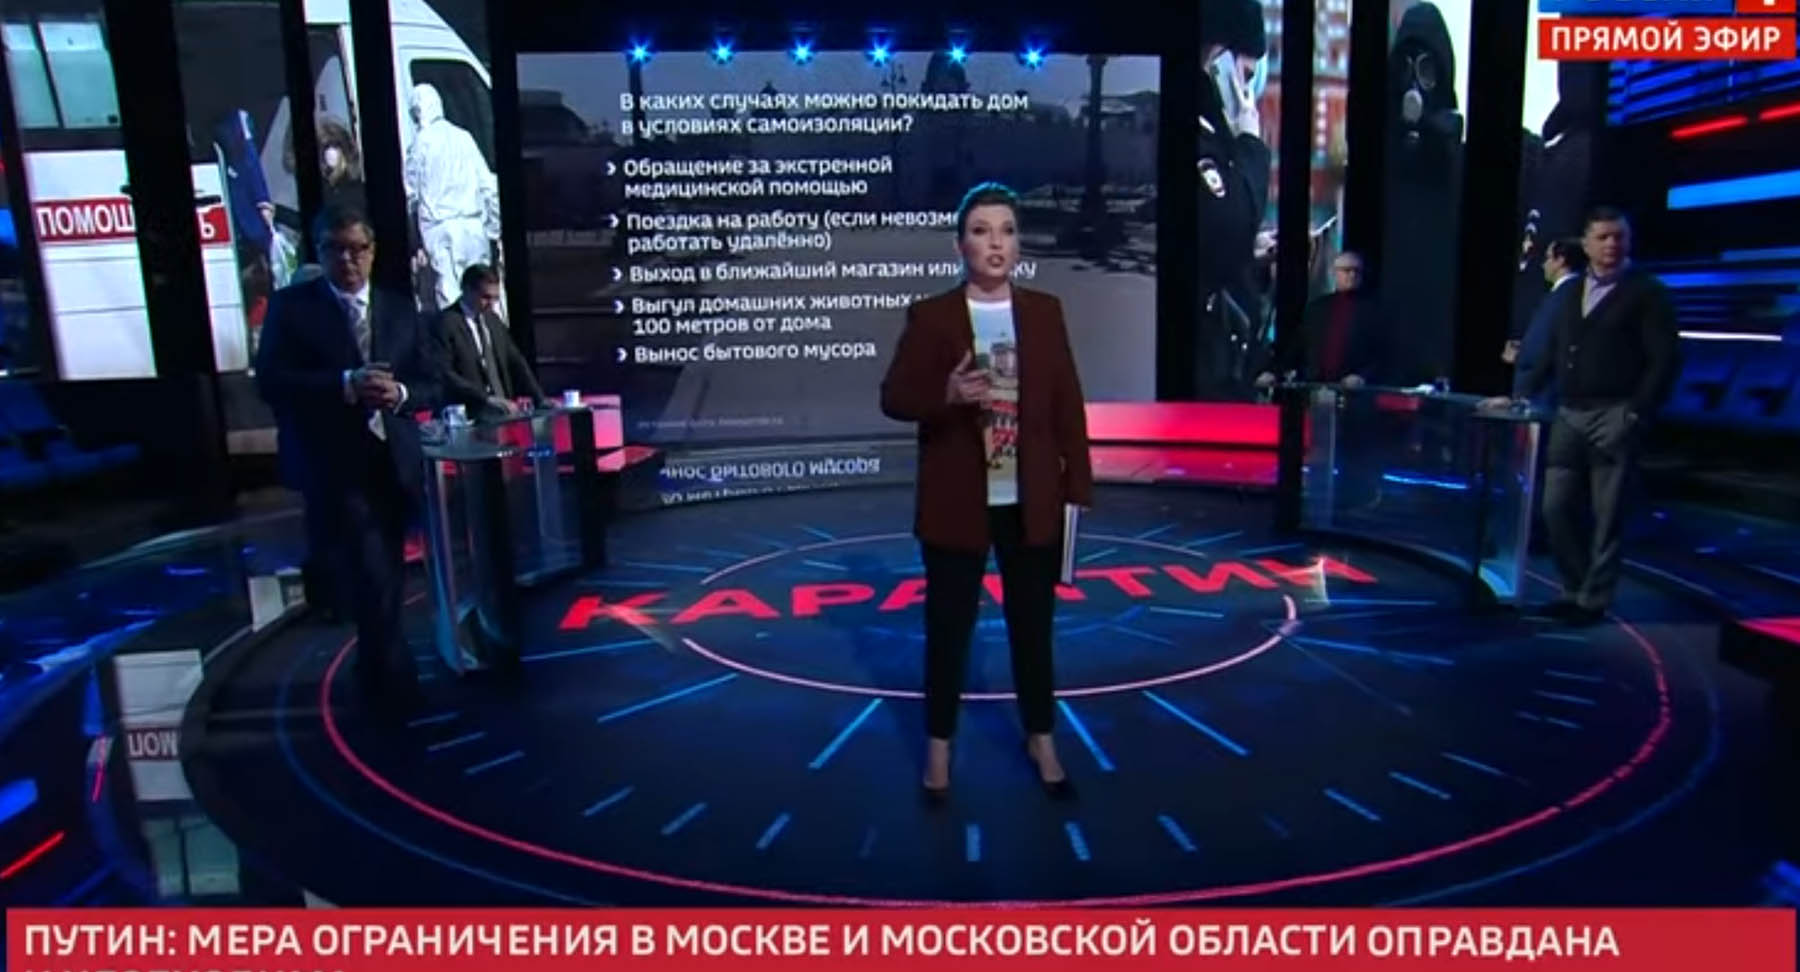 ПРЯМОЙ ЭФИР
В каких случаях можно покидать дом
в условиях самоизоляции?
› Обращение за экстренной
медицинской помощью
› Поездка на работу (если
работать удалённо)
› Выход в ближайший магазин или
› Выгул домашних животных
100 метров от дома
› Вынос бытового мусора
КАРАНТИН
ПУТИН: МЕРА ОГРАНИЧЕНИЯ В МОСКВЕ И МОСКОВСКОЙ ОБЛАСТИ ОПРАВДАНА